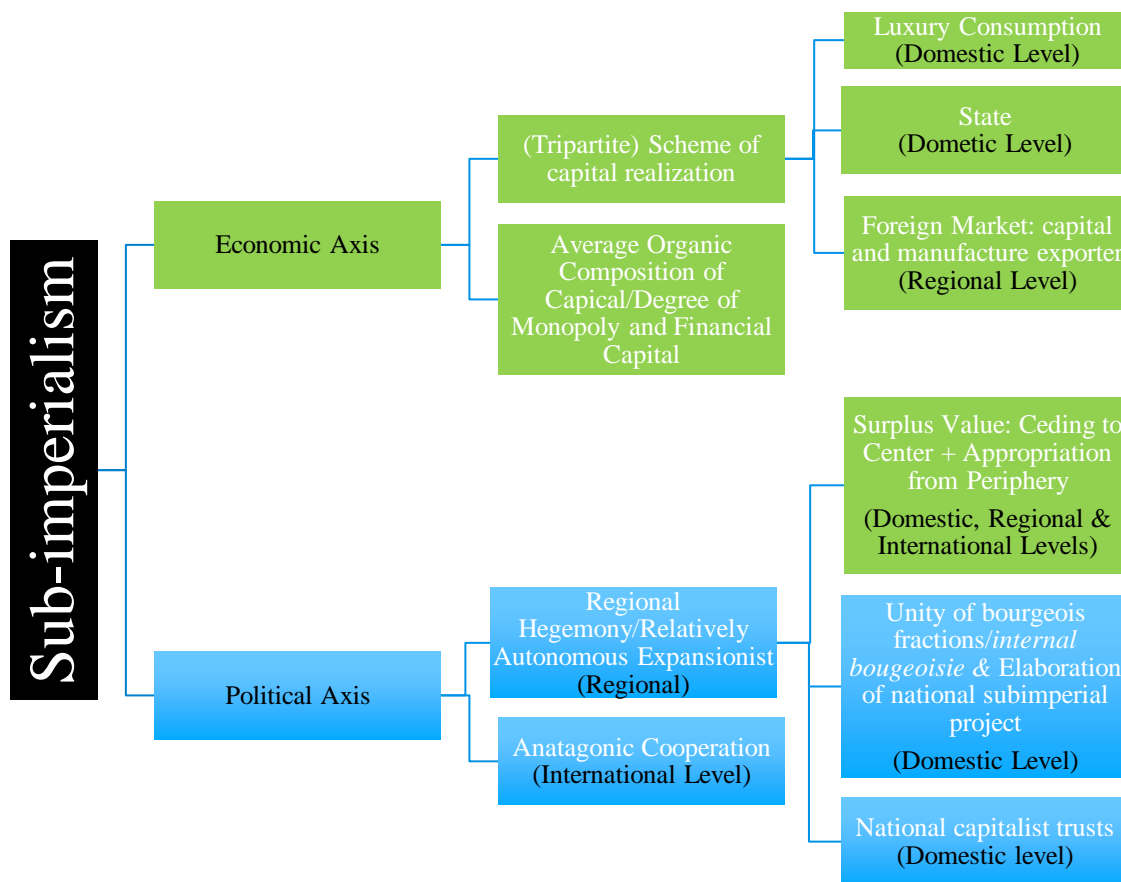 Sub-imperialism
Economic Axis
(Tripartite) Scheme of
capital realization
Luxury Consumption
(Domestic Level)
State
(Dometic Level)
Foreign Market: capital
and manufacture exporter
(Regional Level)
Average Organic
Composition of
Capical/Degree of
Monopoly and Financial
Capital
Political Axis
Regional
Hegemony/Relatively
Autonomous Expansionist
(Regional)
Surplus Value: Ceding to
Center + Appropriation
from Periphery
(Domestic, Regional &
International Levels)
Unity of bourgeois
fractions/internal
bougeoisie & Elaboration
of national subimperial
project
(Domestic Level)
National capitalist trusts
(Domestic level)
Anatagonic Cooperation
(International Level)